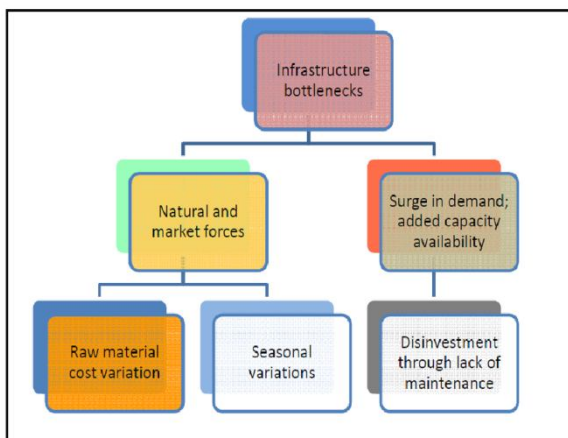 Infrastructure
bottlenecks
Natural and
market forces
Surge in demand;
added capacity
availability
Raw material
cost variation
Seasonal
variations
Disinvestment
through lack of
maintenance